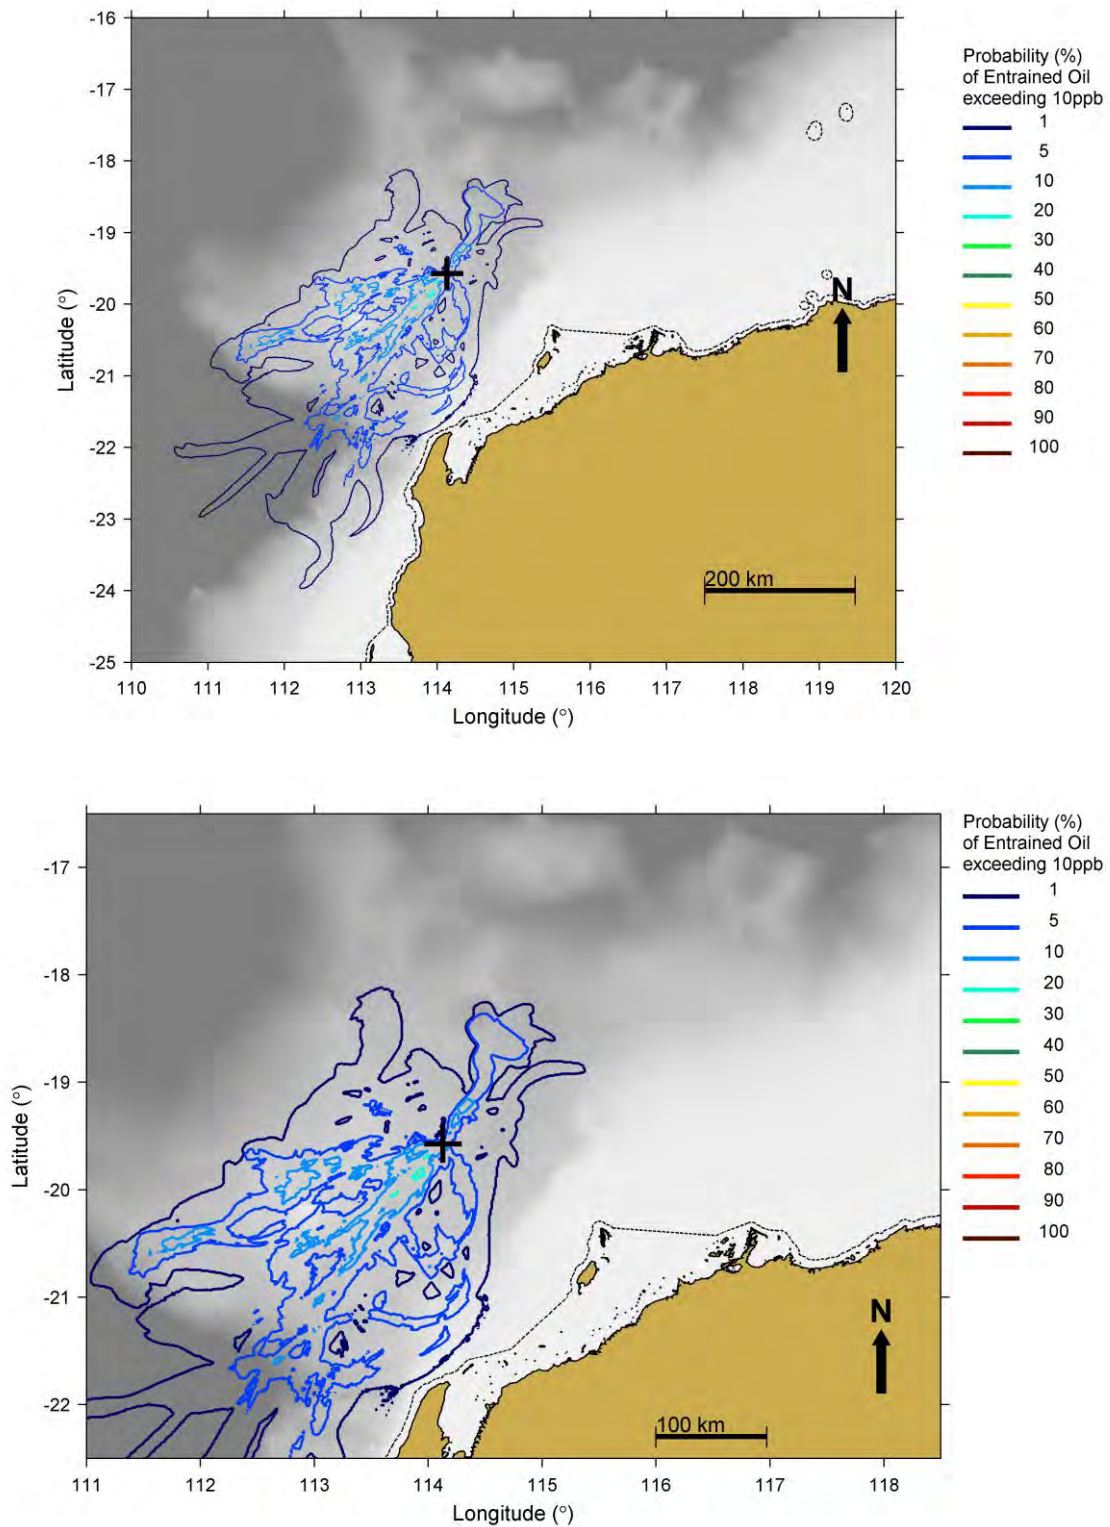 -16
-17
-18
-19
-20
-21
-22
-23
-24
-25
Latitude (°)
110 111 112 113 114 115 116 117 118 119 120
Longitude (°)
N
200 km
Probability (%)
of Entrained Oil
exceeding 10ppb
1
5
10
20
30
40
50
60
70
80
90
100
-17
-18
-19
-20
-21
-22
Latitude (°)
111 112 113 114 115 116 117 118
Longitude (°)
N
100 km
Probability (%)
of Entrained Oil
exceeding 10ppb
1
5
10
20
30
40
50
60
70
80
90
100